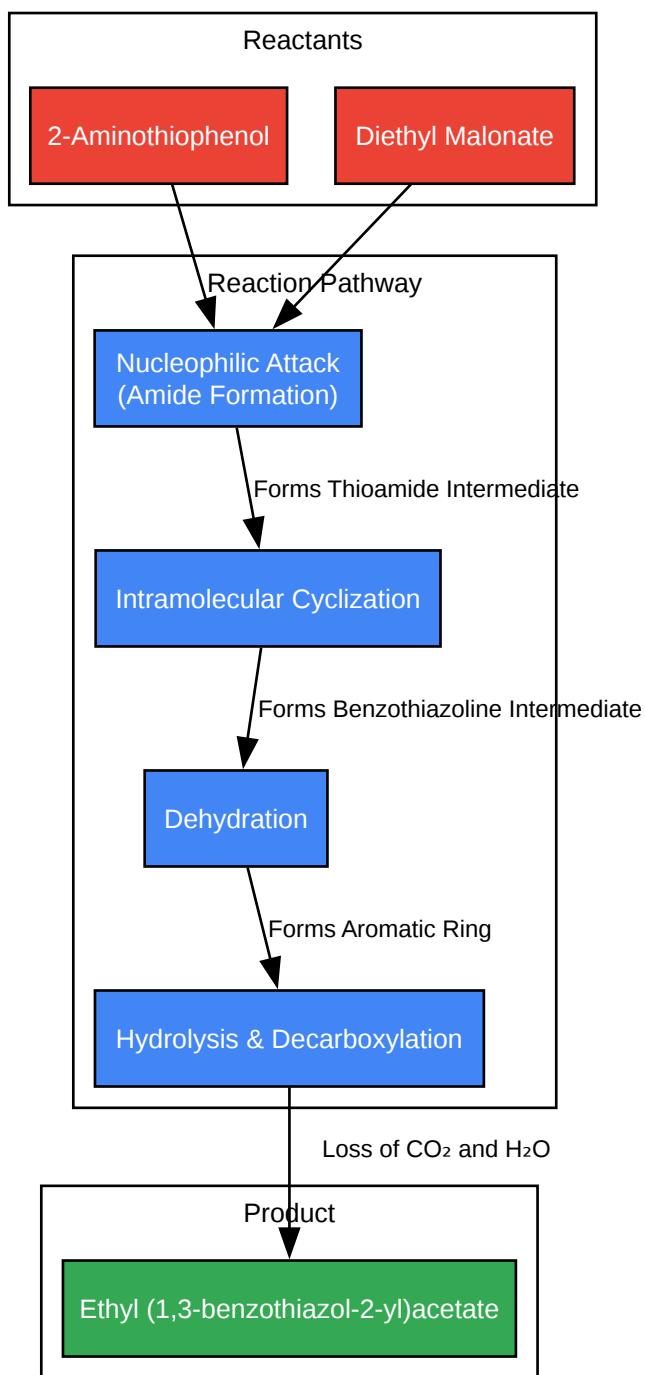 Reactants
2-Aminothiophenol
Diethyl Malonate
Reaction Pathway
Nucleophilic Attack
(Amide Formation)
Forms Thioamide Intermediate
Intramolecular Cyclization
Forms Benzothiazoline Intermediate
Dehydration
Forms Aromatic Ring
Hydrolysis & Decarboxylation
Loss of CO₂ and H₂O
Product
Ethyl (1,3-benzothiazol-2-yl)acetate